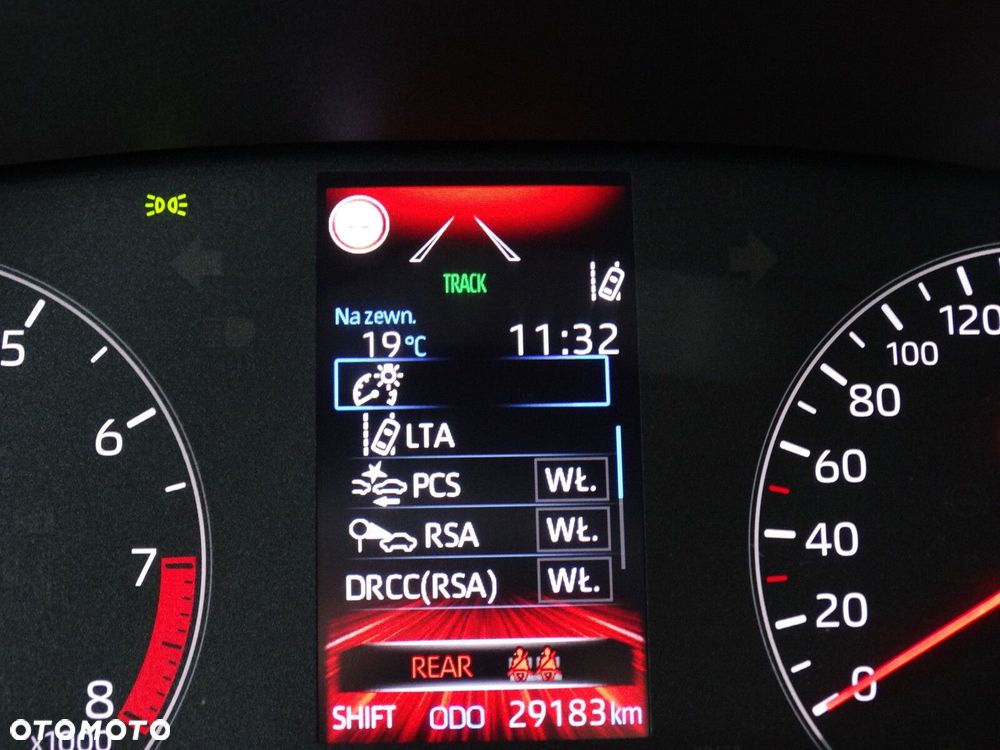 TRACK
Na zewn.
19°C 11:32
LTA
PCS WŁ.
RSA WŁ.
DRCC(RSA) WŁ.
REAR
SHIFT ODO 29183km
5
6
7
8
x1000
120
100
80
60
40
20
0
OTOMOTO